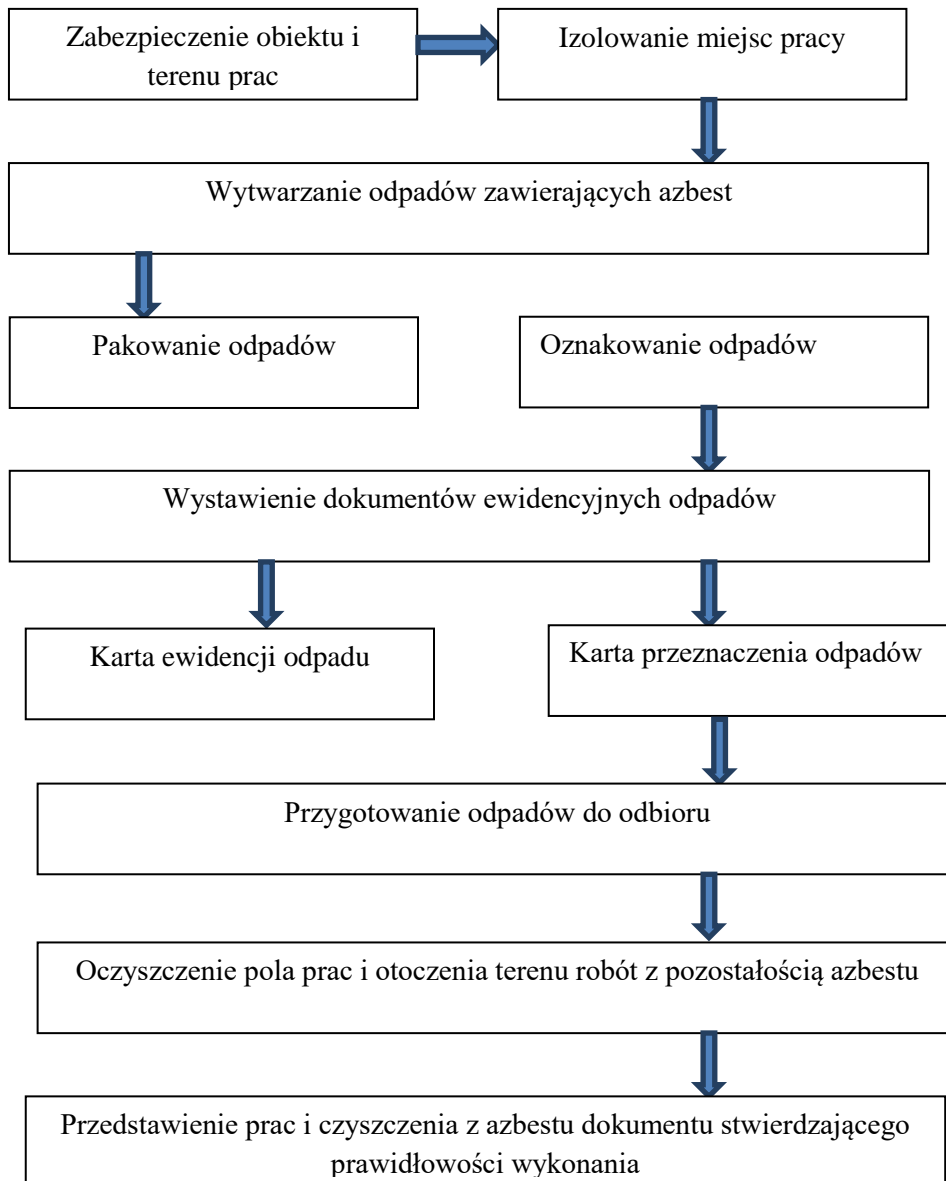 Zabezpieczenie obiektu i
terenu prac
Izolowanie miejsc pracy
Wytwarzanie odpadów zawierających azbest
Pakowanie odpadów
Oznakowanie odpadów
Wystawienie dokumentów ewidencyjnych odpadów
Karta ewidencji odpadu
Karta przeznaczenia odpadów
Przygotowanie odpadów do odbioru
Oczyszczenie pola prac i otoczenia terenu robót z pozostałością azbestu
Przedstawienie prac i czyszczenia z azbestu dokumentu stwierdzającego
prawidłowości wykonania